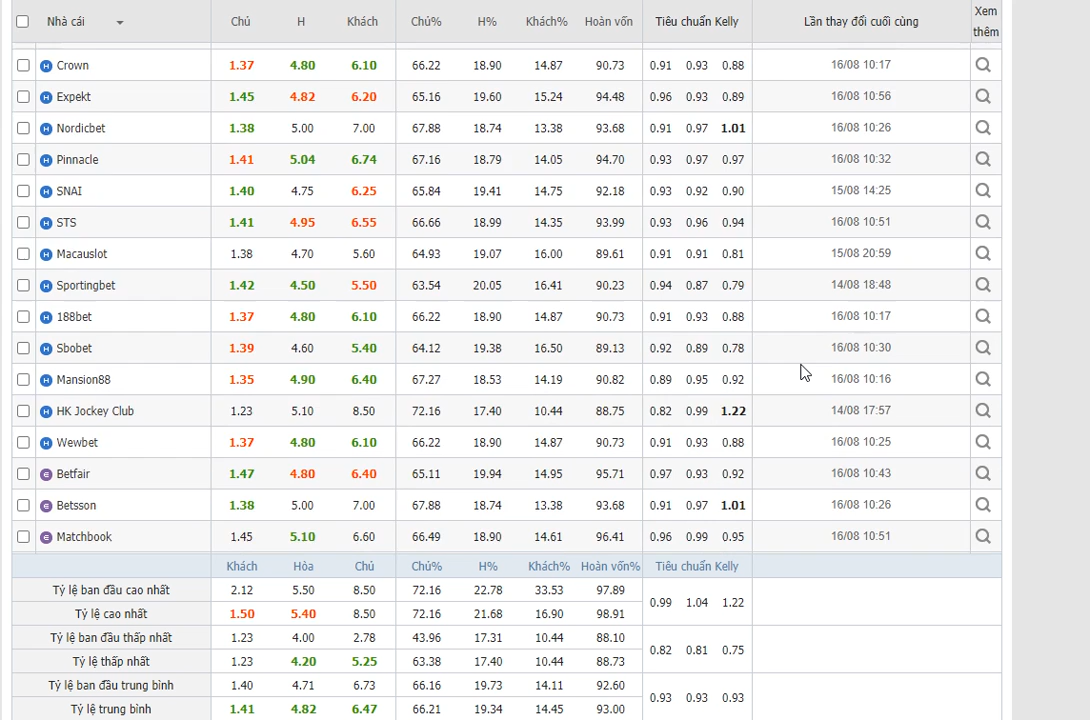 Nhà cái Chủ H Khách Chủ% H% Khách% Hoàn vốn Tiêu chuẩn Kelly Lần thay đổi cuối cùng Xem thêm
Crown 1.37 4.80 6.10 66.22 18.90 14.87 90.73 0.91 0.93 0.88 16/08 10:17
Expekt 1.45 4.82 6.20 65.16 19.60 15.24 94.48 0.96 0.93 0.89 16/08 10:56
Nordicbet 1.38 5.00 7.00 67.88 18.74 13.38 93.68 0.91 0.97 1.01 16/08 10:26
Pinnacle 1.41 5.04 6.74 67.16 18.79 14.05 94.70 0.93 0.97 0.97 16/08 10:32
SNAI 1.40 4.75 6.25 65.84 19.41 14.75 92.18 0.93 0.92 0.90 15/08 14:25
STS 1.41 4.95 6.55 66.66 18.99 14.35 93.99 0.93 0.96 0.94 16/08 10:51
Macauslot 1.38 4.70 5.60 64.93 19.07 16.00 89.61 0.91 0.91 0.81 15/08 20:59
Sportingbet 1.42 4.50 5.50 63.54 20.05 16.41 90.23 0.94 0.87 0.79 14/08 18:48
188bet 1.37 4.80 6.10 66.22 18.90 14.87 90.73 0.91 0.93 0.88 16/08 10:17
Sbobet 1.39 4.60 5.40 64.12 19.38 16.50 89.13 0.92 0.89 0.78 16/08 10:30
Mansion88 1.35 4.90 6.40 67.27 18.53 14.19 90.82 0.89 0.95 0.92 16/08 10:16
HK Jockey Club 1.23 5.10 8.50 72.16 17.40 10.44 88.75 0.82 0.99 1.22 14/08 17:57
Wewbet 1.37 4.80 6.10 66.22 18.90 14.87 90.73 0.91 0.93 0.88 16/08 10:25
Betfair 1.47 4.80 6.40 65.11 19.94 14.95 95.71 0.97 0.93 0.92 16/08 10:43
Betsson 1.38 5.00 7.00 67.88 18.74 13.38 93.68 0.91 0.97 1.01 16/08 10:26
Matchbook 1.45 5.10 6.60 66.49 18.90 14.61 96.41 0.96 0.99 0.95 16/08 10:51
Khách Hòa Chủ Chủ% H% Khách% Hoàn vốn% Tiêu chuẩn Kelly
Tỷ lệ ban đầu cao nhất 2.12 5.50 8.50 72.16 22.78 33.53 97.89
0.99 1.04 1.22
Tỷ lệ cao nhất 1.50 5.40 8.50 72.16 21.68 16.90 98.91
Tỷ lệ ban đầu thấp nhất 1.23 4.00 2.78 43.96 17.31 10.44 88.10
0.82 0.81 0.75
Tỷ lệ thấp nhất 1.23 4.20 5.25 63.38 17.40 10.44 88.73
Tỷ lệ ban đầu trung bình 1.40 4.71 6.73 66.16 19.73 14.11 92.60
0.93 0.93 0.93
Tỷ lệ trung bình 1.41 4.82 6.47 66.21 19.34 14.45 93.00